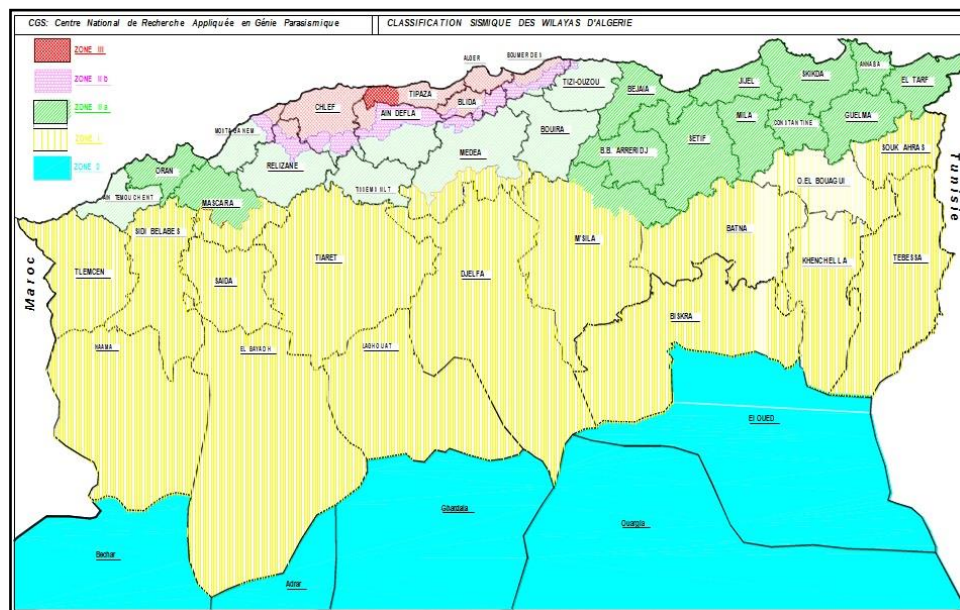 CGS: Centre National de Recherche Appliquée en Génie Parasismique
CLASSIFICATION SISMIQUE DES WILAYAS D'ALGERIE
ZONE III
ZONE II b
ZONE II a
ZONE I
ZONE 0
ALGER
BOUMERDES
TIPAZA
BLIDA
CHLEF
AIN DEFLA
TIZI-OUZOU
BEJAIA
JIJEL
SKIKDA
ANNABA
EL TARF
MOSTAGANEM
RELIZANE
MEDEA
BOUIRA
B.B. ARRERIDJ
SETIF
MILA
CONSTANTINE
GUELMA
SOUK AHRAS
ORAN
MASCARA
TISSEMSILT
AIN TEMOUCHENT
O.EL BOUAGUI
Tunisie
SIDI BELABES
TLEMCEN
SAIDA
TIARET
DJELFA
M'SILA
BATNA
KHENCHELLA
TEBESSA
Maroc
NAAMA
EL BAYADH
LAGHOUAT
BISKRA
El OUED
Ghardaia
Ouargla
Bechar
Adrar